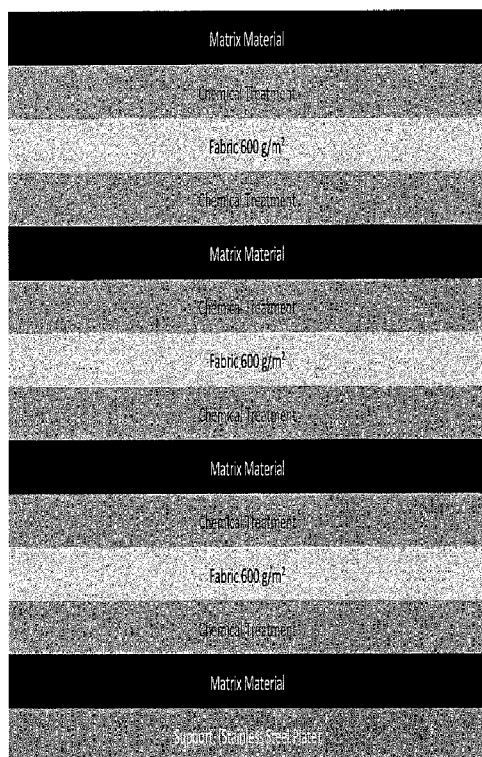 Matrix Material
Chemical Treatment
Fabric 600 g/m²
Chemical Treatment
Matrix Material
Chemical Treatment
Fabric 600 g/m²
Chemical Treatment
Matrix Material
Chemical Treatment
Fabric 600 g/m²
Chemical Treatment
Matrix Material
Support (Stainless Steel Plate)